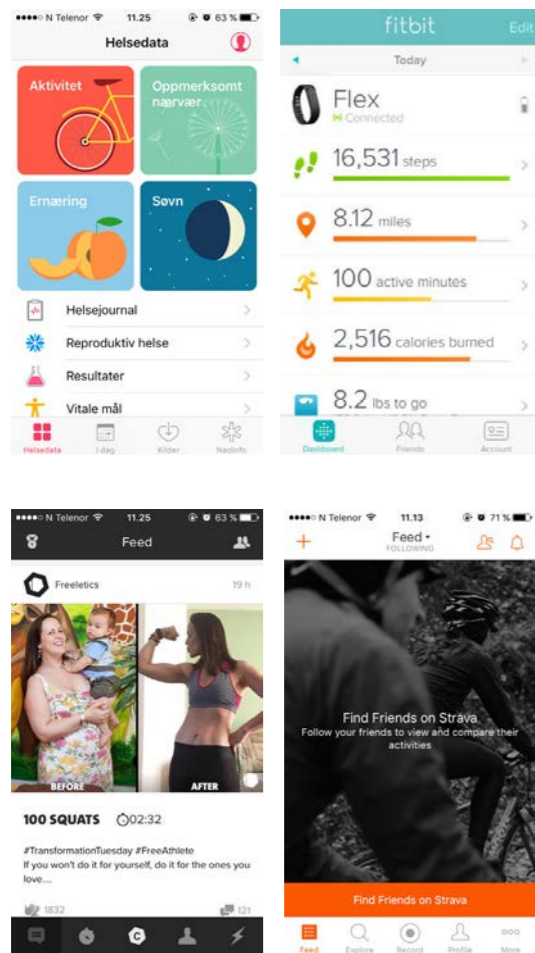 N Telenor 11.25 63 %
Helsedata
Aktivitet
Oppmerksomt
nærvær
Ernæring
Søvn
Helsejournal
Reproduktiv helse
Resultater
Vitale mål
Helsedata I dag Kilder Nødinfo
fitbit Edit
Today
Flex
Connected
16,531 steps
8.12 miles
100 active minutes
2,516 calories burned
8.2 lbs to go
Dashboard Friends Account
N Telenor 11.25 63 %
Feed
Freeletics 19 h
BEFORE AFTER
100 SQUATS 02:32
#TransformationTuesday #FreeAthlete
If you won't do it for yourself, do it for the ones you
love....
1832 121
C
N Telenor 11.13 71 %
Feed
FOLLOWING
Find Friends on Strava
Follow your friends to view and compare their
activities
Find Friends on Strava
Feed Explore Record Profile More